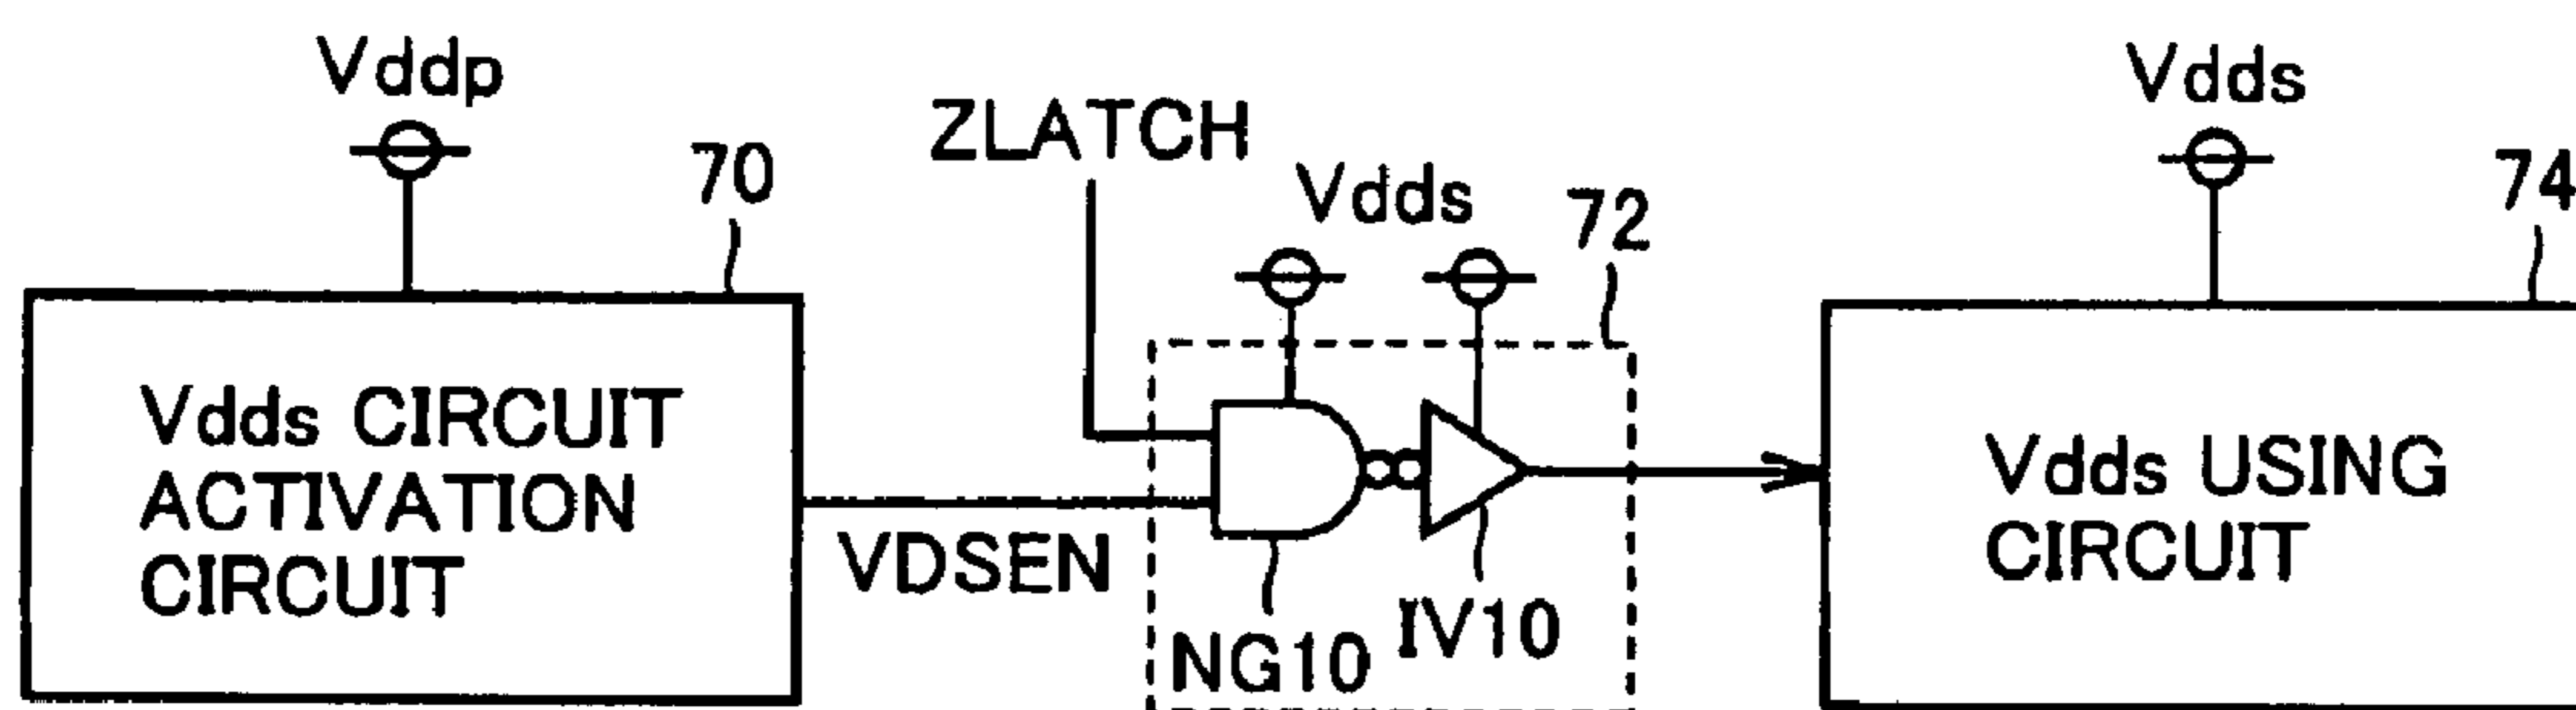 Vddp
70
ZLATCH
Vdds
72
Vdds
74
Vdds CIRCUIT
ACTIVATION
CIRCUIT
VDSEN
NG10
IV10
Vdds USING
CIRCUIT